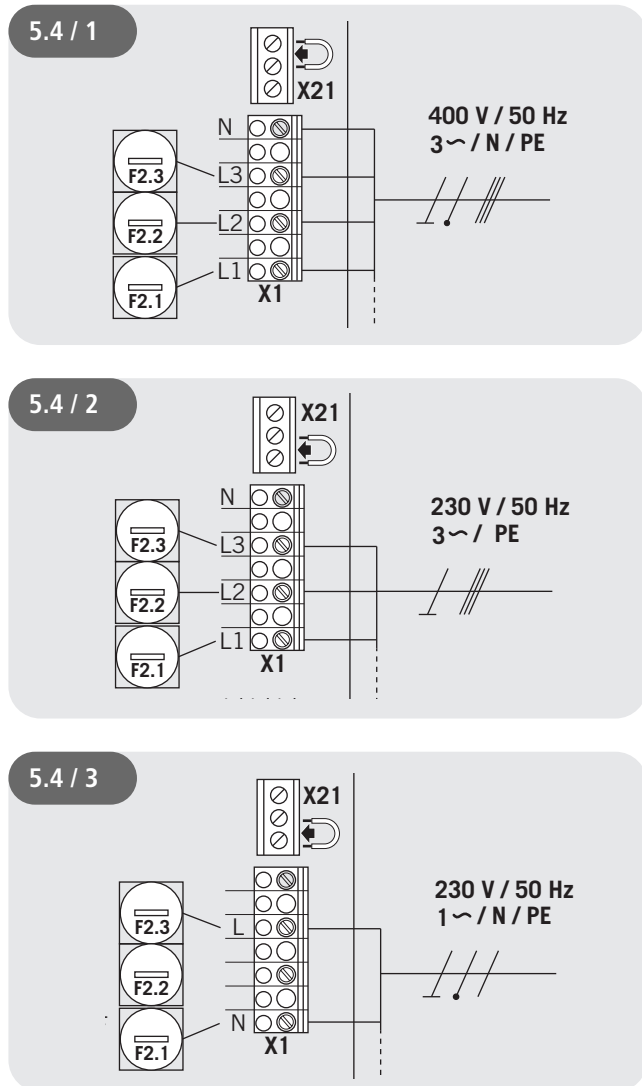 5.4 / 1
X21
400 V / 50 Hz
3~ / N / PE
N
L3
L2
L1
F2.3
F2.2
F2.1
X1
5.4 / 2
X21
230 V / 50 Hz
3~ / PE
N
L3
L2
L1
F2.3
F2.2
F2.1
X1
5.4 / 3
X21
230 V / 50 Hz
1~ / N / PE
L
N
F2.3
F2.2
F2.1
X1